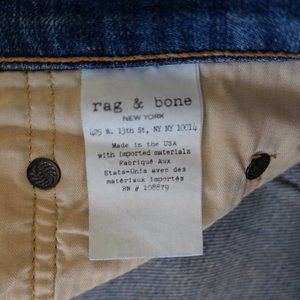 rag & bone
NEW YORK
425 W. 13th St, NY NY 10014
Made in the USA
with imported materials
Fabriqué Aux
Etats-Unis avec des
matériaux importés
RN # 108879